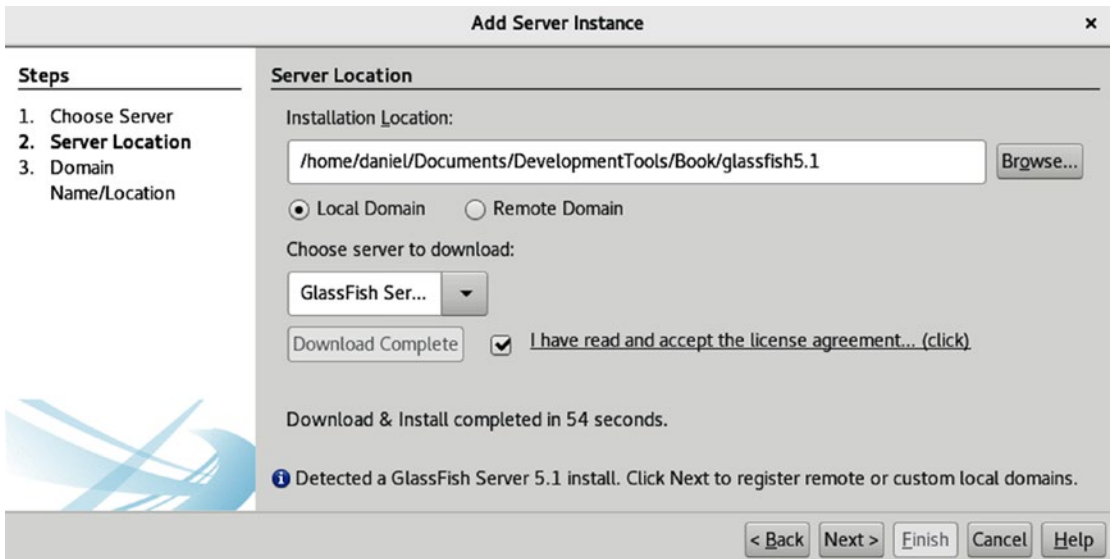 Add Server Instance
×
Steps
1. Choose Server
2. Server Location
3. Domain
Name/Location
Server Location
Installation Location:
/home/daniel/Documents/DevelopmentTools/Book/glassfish5.1
Browse...
Local Domain Remote Domain
Choose server to download:
GlassFish Ser...
Download Complete I have read and accept the license agreement... (click)
Download & Install completed in 54 seconds.
Detected a GlassFish Server 5.1 install. Click Next to register remote or custom local domains.
< Back Next > Finish Cancel Help